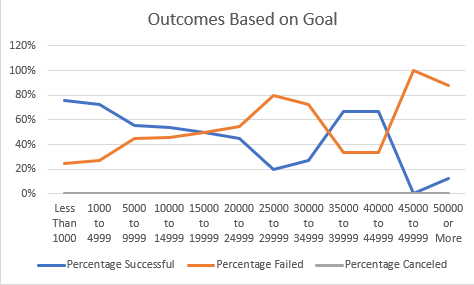 Outcomes Based on Goal
120%
100%
80%
60%
40%
20%
0%
Less Than 1000
1000 to 4999
5000 to 9999
10000 to 14999
15000 to 19999
20000 to 24999
25000 to 29999
30000 to 34999
35000 to 39999
40000 to 44999
45000 to 49999
50000 or More
Percentage Successful
Percentage Failed
Percentage Canceled